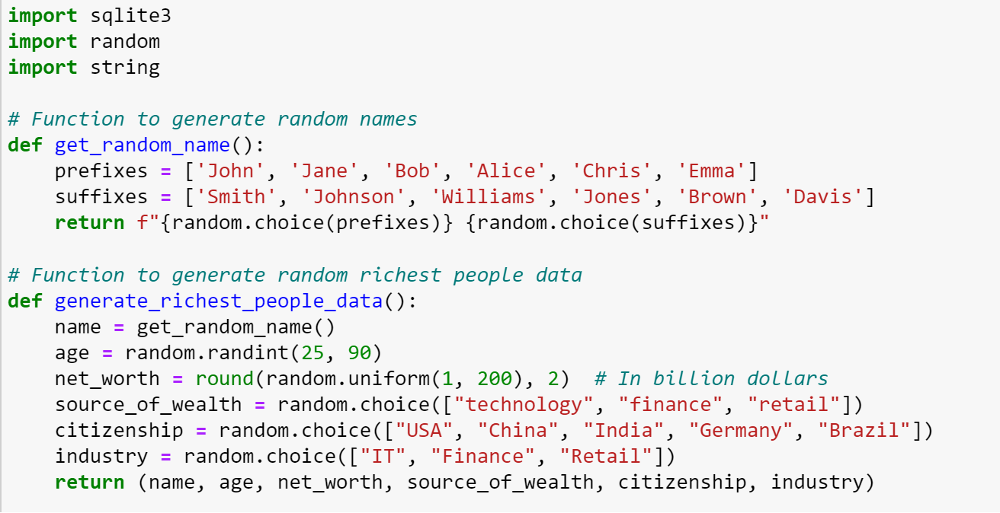 import sqlite3
import random
import string

# Function to generate random names
def get_random_name():
    prefixes = ['John', 'Jane', 'Bob', 'Alice', 'Chris', 'Emma']
    suffixes = ['Smith', 'Johnson', 'Williams', 'Jones', 'Brown', 'Davis']
    return f"{random.choice(prefixes)} {random.choice(suffixes)}"

# Function to generate random richest people data
def generate_richest_people_data():
    name = get_random_name()
    age = random.randint(25, 90)
    net_worth = round(random.uniform(1, 200), 2)  # In billion dollars
    source_of_wealth = random.choice(["technology", "finance", "retail"])
    citizenship = random.choice(["USA", "China", "India", "Germany", "Brazil"])
    industry = random.choice(["IT", "Finance", "Retail"])
    return (name, age, net_worth, source_of_wealth, citizenship, industry)